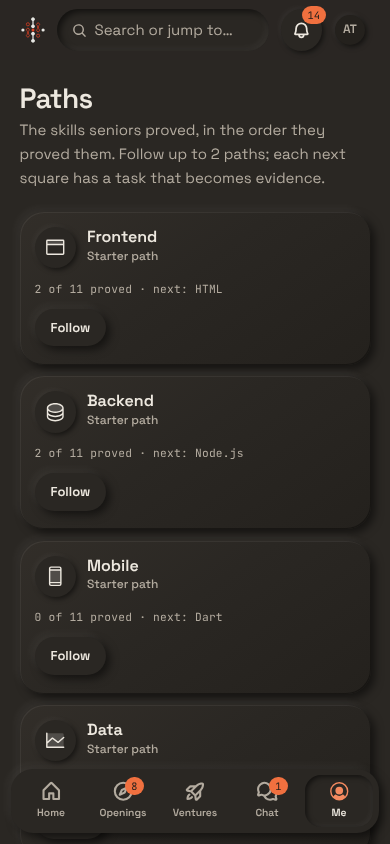 Search or jump to...
14
AT
Paths
The skills seniors proved, in the order they
proved them. Follow up to 2 paths; each next
square has a task that becomes evidence.
Frontend
Starter path
2 of 11 proved · next: HTML
Follow
Backend
Starter path
2 of 11 proved · next: Node.js
Follow
Mobile
Starter path
0 of 11 proved · next: Dart
Follow
Data
Starter path
8
1
Home
Openings
Ventures
Chat
Me